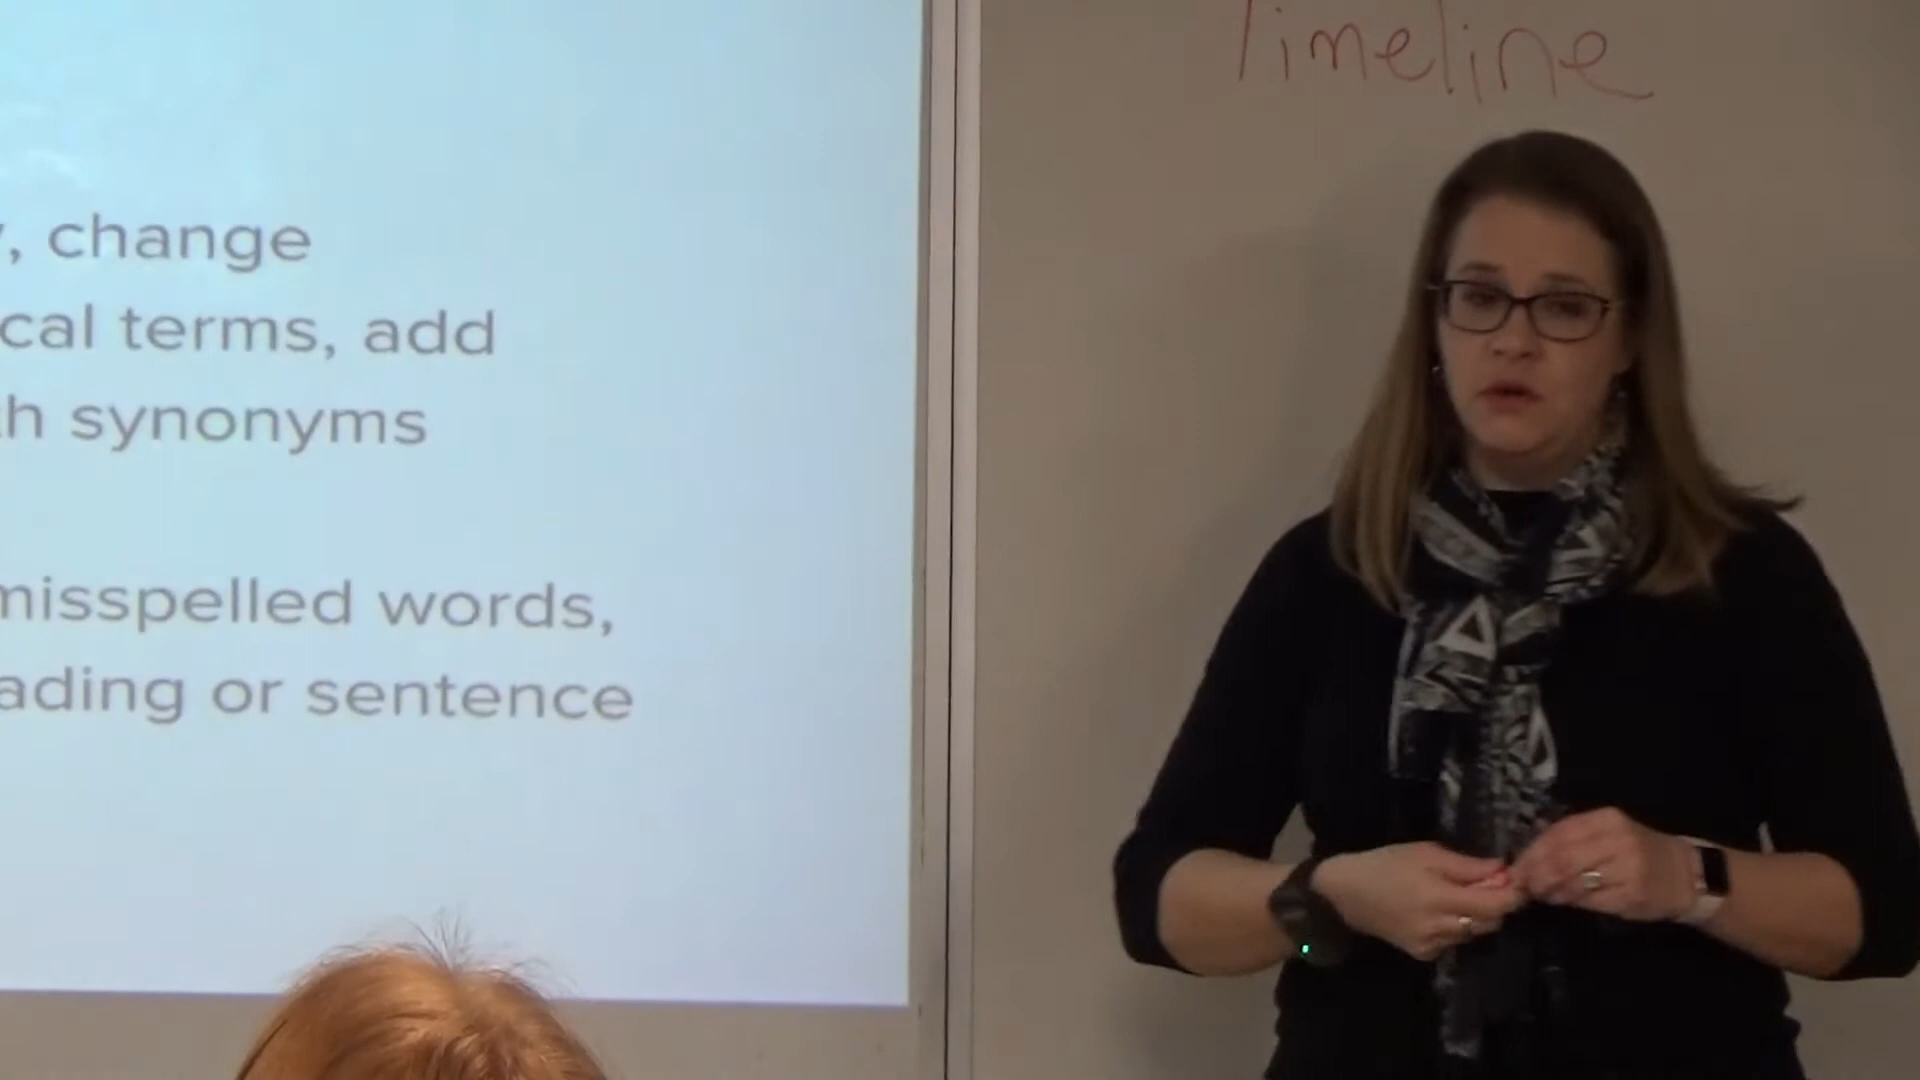 Timeline
, change
cal terms, add
h synonyms
misspelled words,
ading or sentence